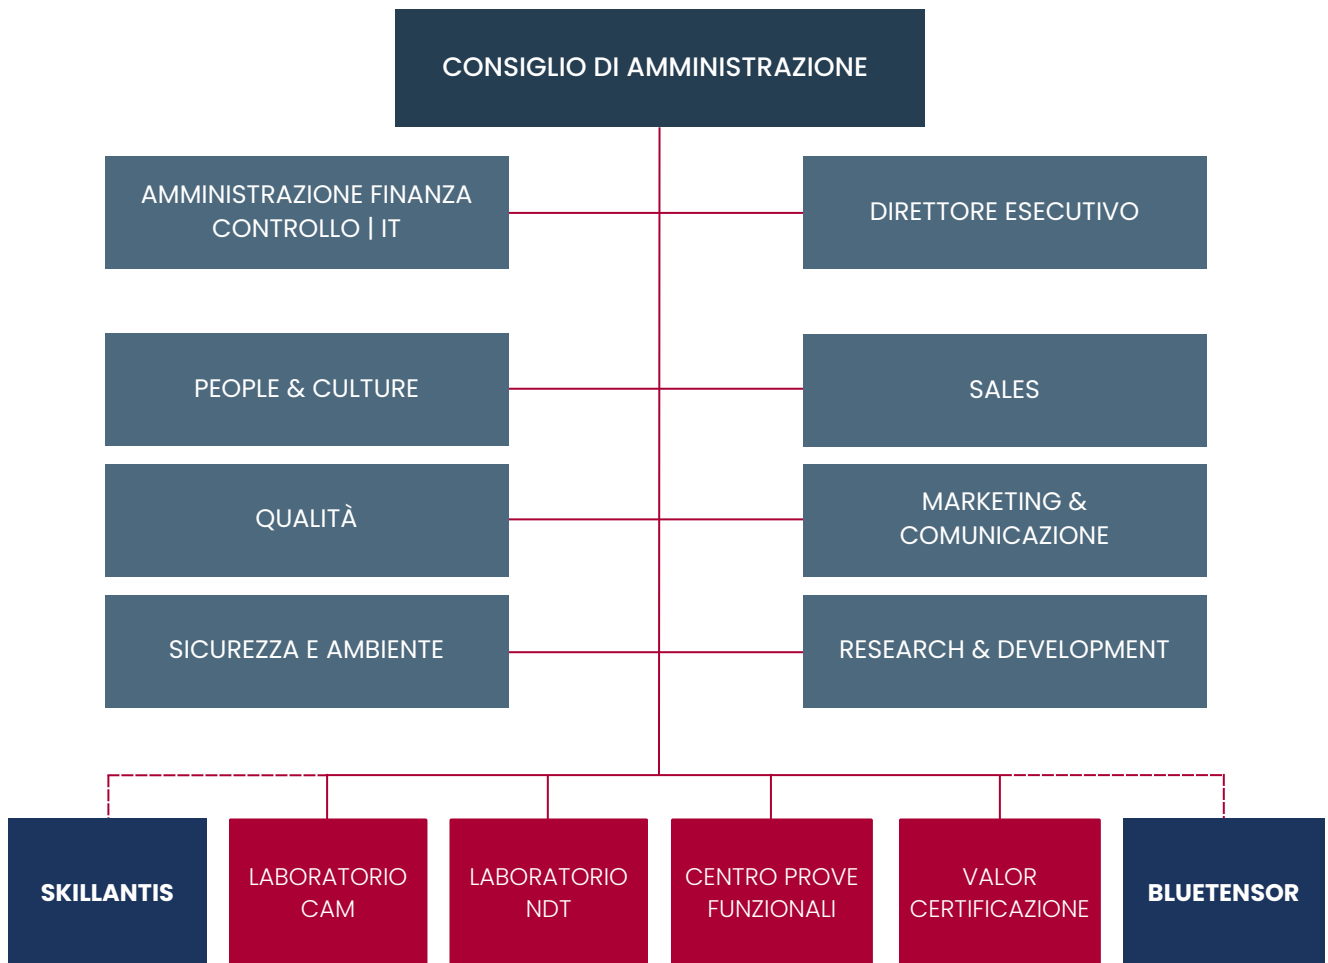 CONSIGLIO DI AMMINISTRAZIONE
AMMINISTRAZIONE FINANZA
CONTROLLO | IT
DIRETTORE ESECUTIVO
PEOPLE & CULTURE
SALES
QUALITÀ
MARKETING &
COMUNICAZIONE
SICUREZZA E AMBIENTE
RESEARCH & DEVELOPMENT
SKILLANTIS
LABORATORIO
CAM
LABORATORIO
NDT
CENTRO PROVE
FUNZIONALI
VALOR
CERTIFICAZIONE
BLUETENSOR